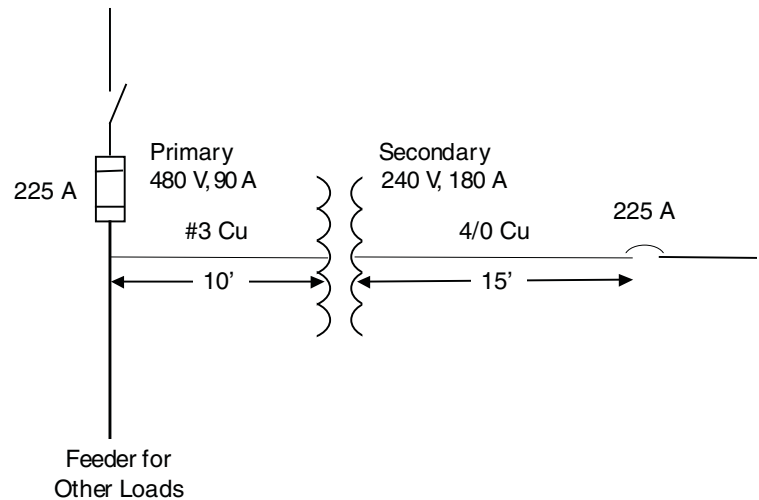 Primary
480 V, 90 A
Secondary
240 V, 180 A
225 A
225 A
#3 Cu
4/0 Cu
10’
15’
Feeder for
Other Loads